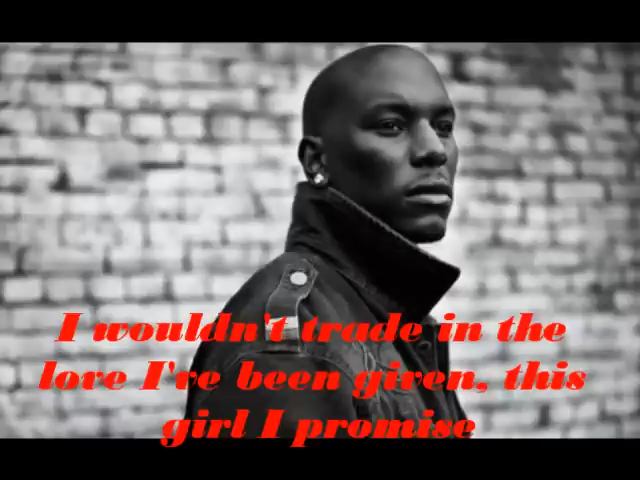 I wouldn't trade in the
love I've been given, this
girl I promise